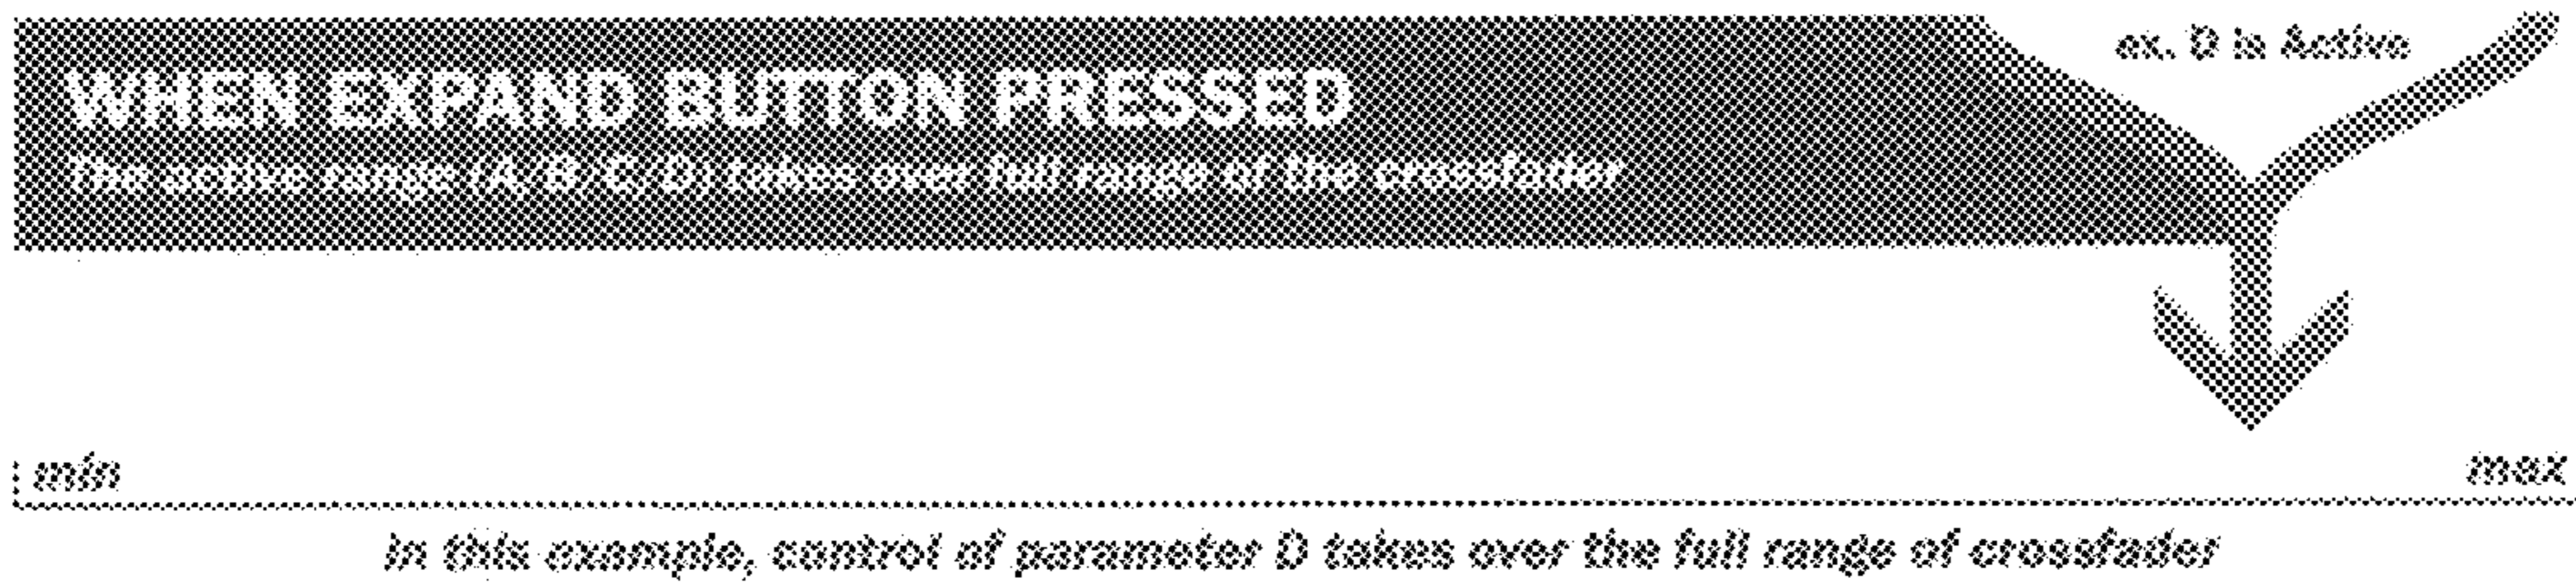 ex. D is Active
WHEN EXPAND BUTTON PRESSED
The active range (A/B/C/D) takes over full range of the crossfader
min
max
In this example, control of parameter D takes over the full range of crossfader